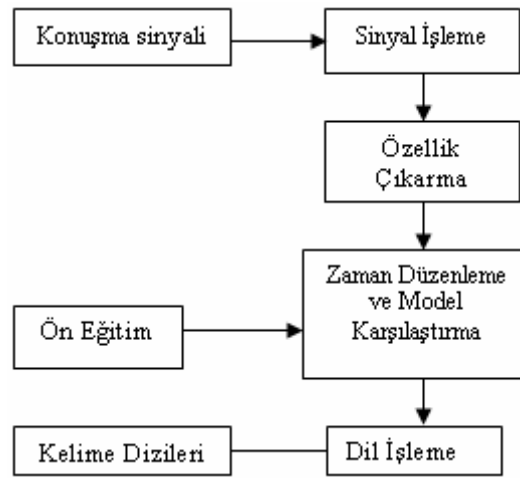 Konuşma sinyali
Sinyal İşleme
Özellik
Çıkarma
Zaman Düzenleme
ve Model
Karşılaştırma
Ön Eğitim
Kelime Dizileri
Dil İşleme